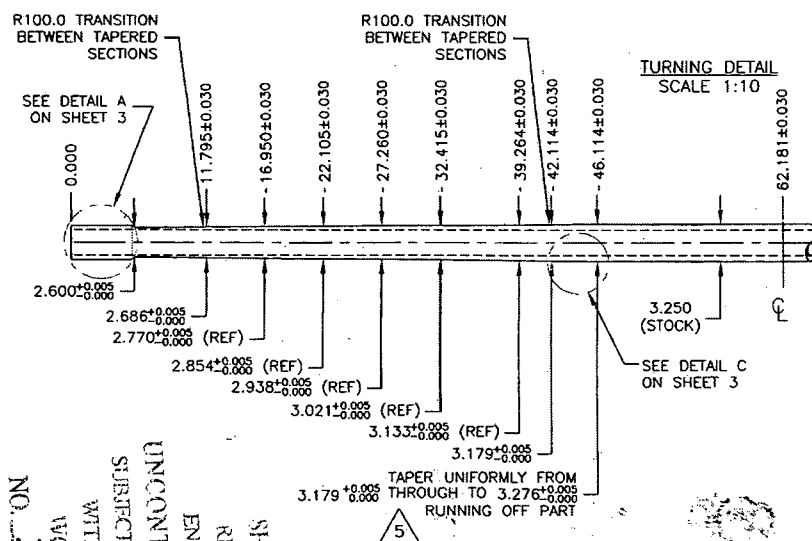 R100.0 TRANSITION
BETWEEN TAPERED
SECTIONS
R100.0 TRANSITION
BETWEEN TAPERED
SECTIONS
TURNING DETAIL
SCALE 1:10
SEE DETAIL A
ON SHEET 3
0.000
11.795±0.030
16.950±0.030
22.105±0.030
27.260±0.030
32.415±0.030
39.264±0.030
42.114±0.030
46.114±0.030
62.181±0.030
2.600+0.005-0.000
2.686+0.005-0.000
2.770+0.005-0.000 (REF)
2.854+0.005-0.000 (REF)
2.938+0.005-0.000 (REF)
3.021+0.005-0.000 (REF)
3.133+0.005-0.000 (REF)
3.179+0.005-0.000
3.250
(STOCK)
℄
SEE DETAIL C
ON SHEET 3
TAPER UNIFORMLY FROM
3.179+0.005-0.000 THROUGH TO 3.276+0.005-0.000
RUNNING OFF PART
5
UNCONT
SUBJECT
WIT
NO.